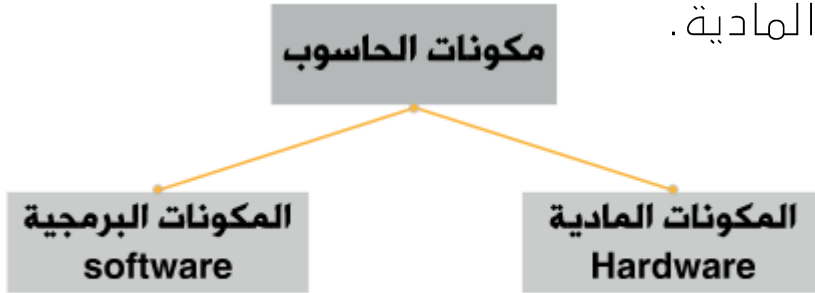 المادية.
مكونات الحاسوب
المكونات المادية
Hardware
المكونات البرمجية
software